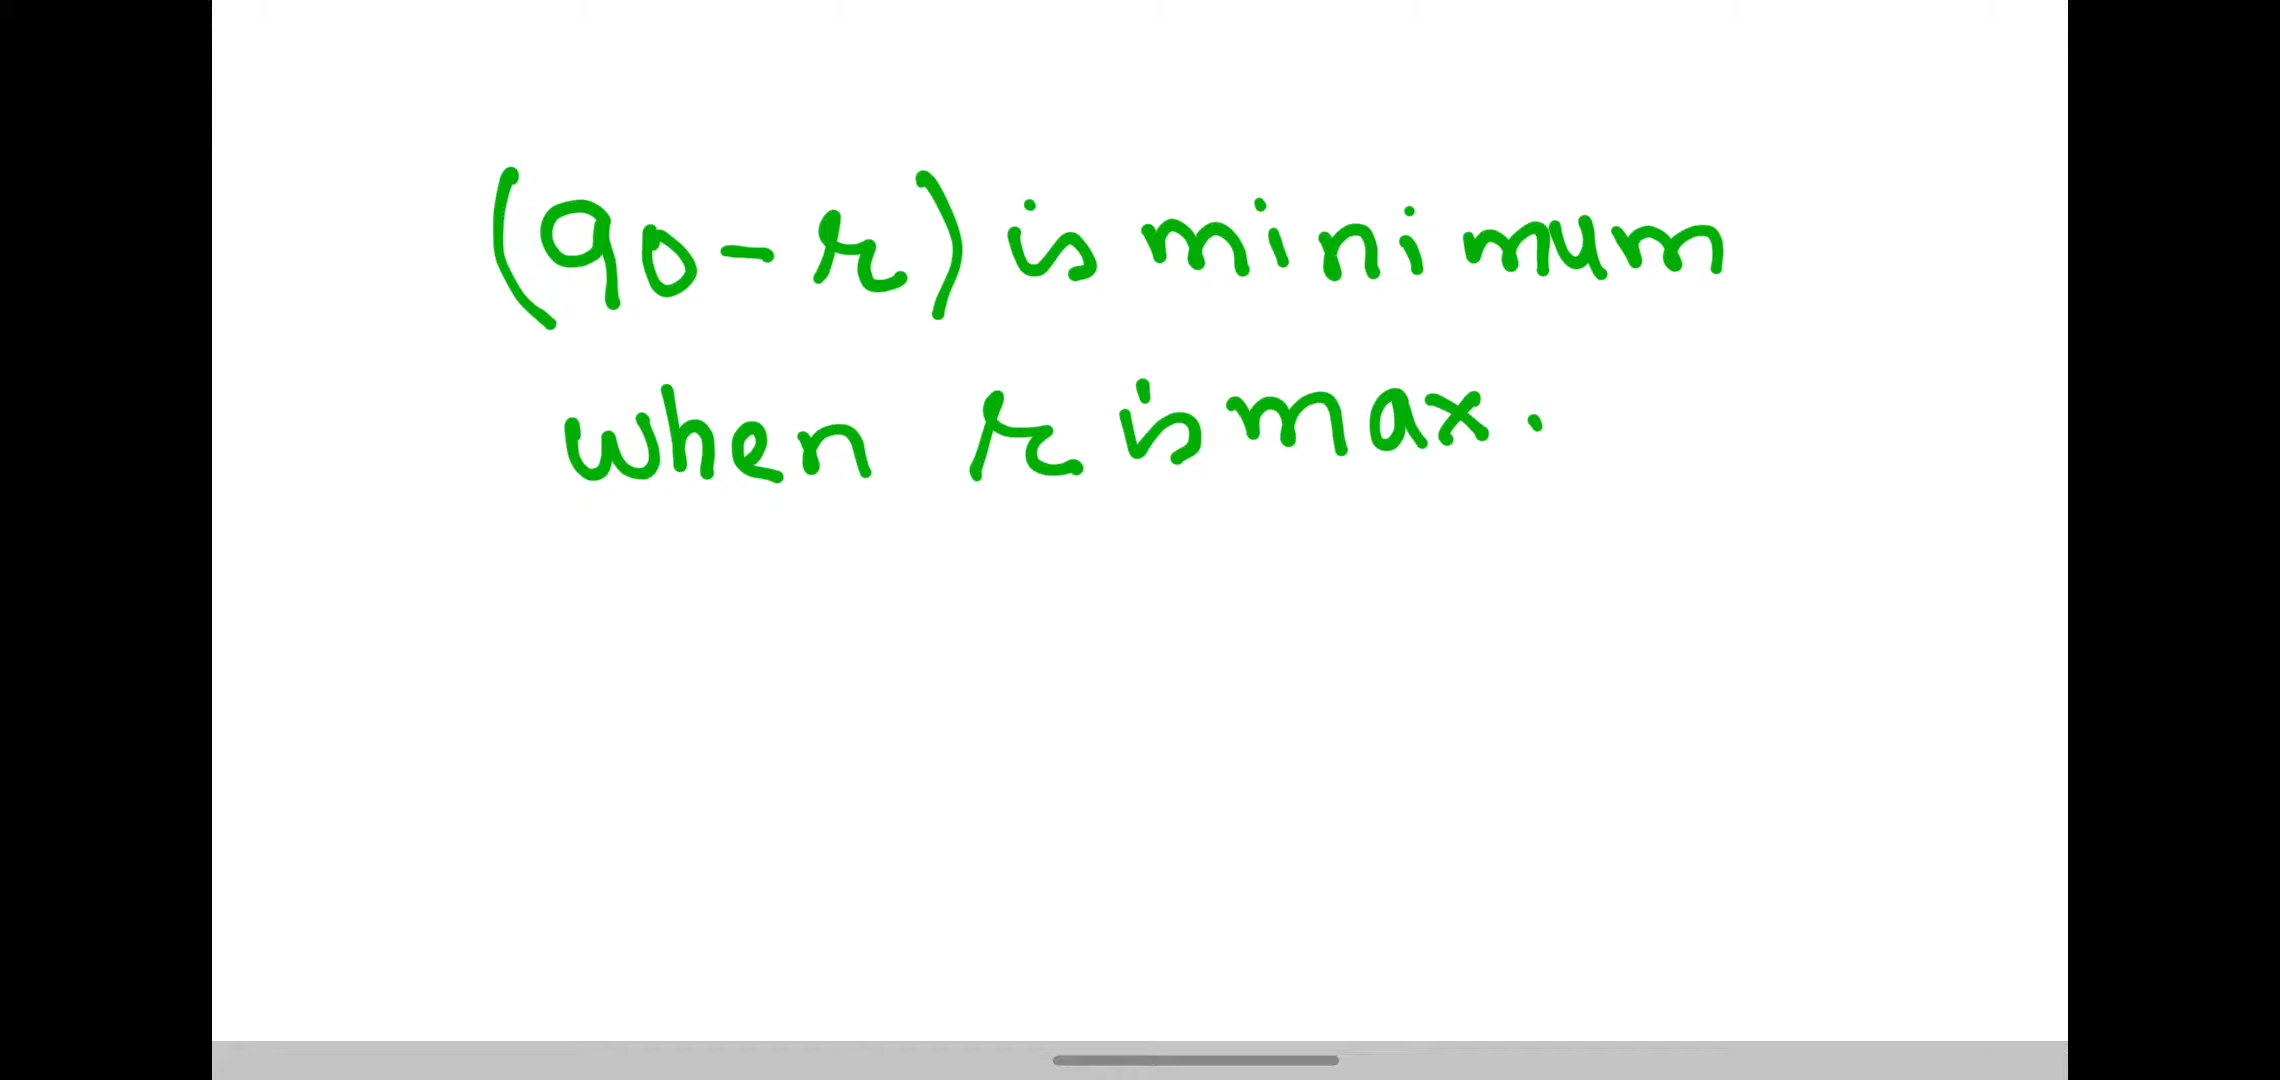 (90-r) is minimum
when r is max.